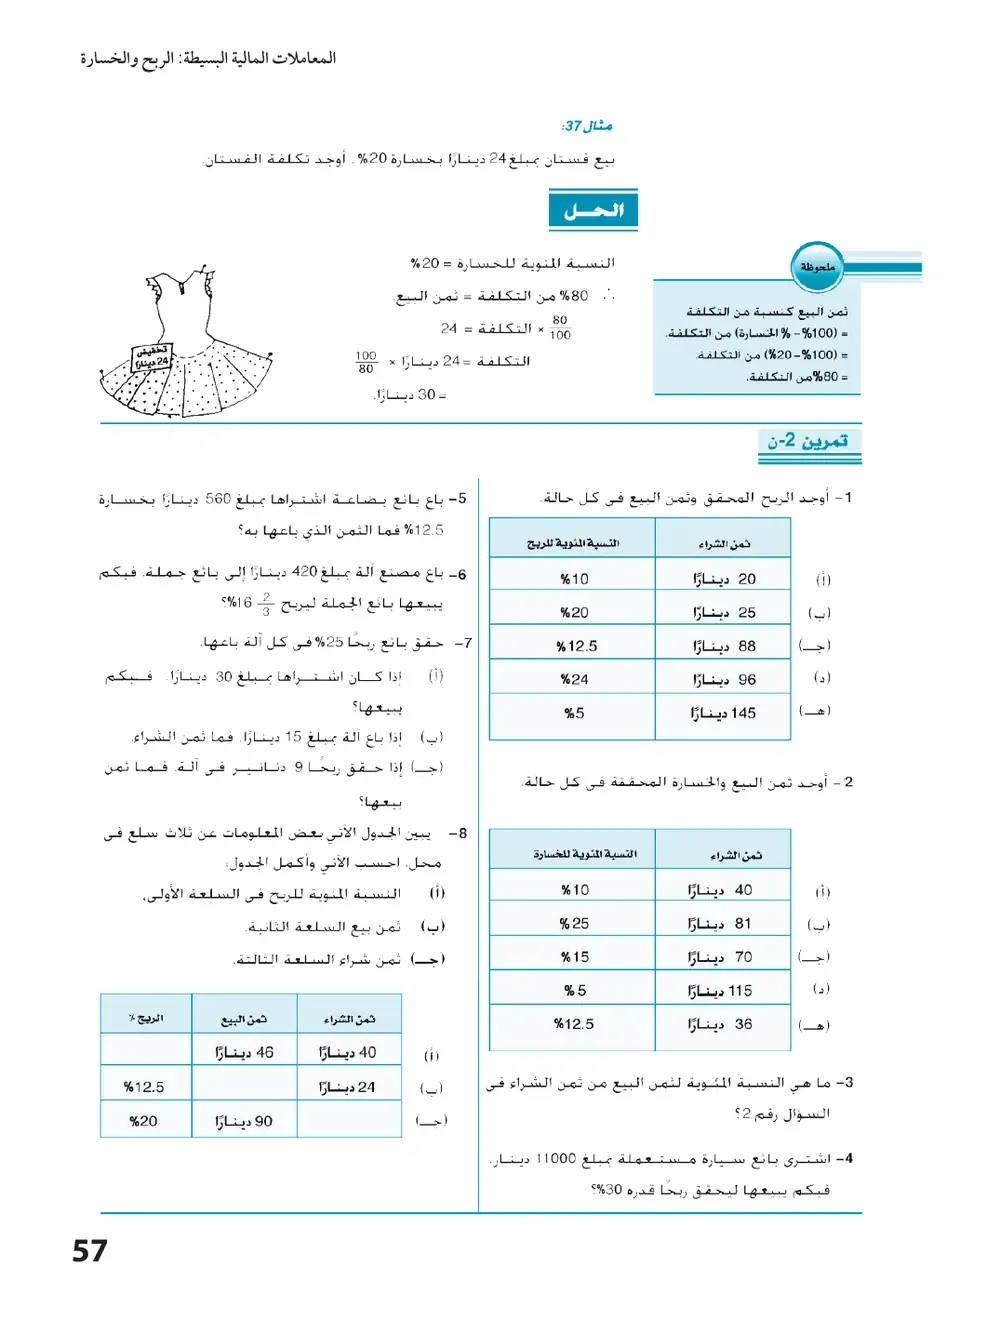 المعاملات المالية البسيطة: الربح والخسارة
مثال 37:
بيع فستان بمبلغ 24 دينارًا بخسارة 20% . أوجد تكلفة الفستان.
الحــل
النسبة المئوية للخسارة = 20%
∴ 80% من التكلفة = ثمن البيع.
80/100 × التكلفة = 24
التكلفة = 24 دينارًا × 100/80
= 30 دينارًا.
ملحوظة
ثمن البيع كنسبة من التكلفة
= (100% - % الخسارة) من التكلفة.
= (100% - 20%) من التكلفة.
= 80% من التكلفة.
تخفيض
24 دينارًا
تمرين 2-ن
1- أوجد الربح المحقق وثمن البيع فى كل حالة.
ثمن الشراء النسبة المئوية للربح
(أ) 20 دينارًا 10%
(ب) 25 دينارًا 20%
(جـ) 88 دينارًا 12.5%
(د) 96 دينارًا 24%
(هـ) 145 دينارًا 5%
2- أوجد ثمن البيع والخسارة المحققة فى كل حالة.
ثمن الشراء النسبة المئوية للخسارة
(أ) 40 دينارًا 10%
(ب) 81 دينارًا 25%
(جـ) 70 دينارًا 15%
(د) 115 دينارًا 5%
(هـ) 36 دينارًا 12.5%
3- ما هي النسبة المئوية لثمن البيع من ثمن الشراء فى
السؤال رقم 2؟
4- اشترى بائع سيارة مستعملة بمبلغ 11000 دينار.
فبكم يبيعها ليحقق ربحًا قدره 30%؟
5- باع بائع بضاعة اشتراها بمبلغ 560 دينارًا بخسارة
12.5% فما الثمن الذي باعها به؟
6- باع مصنع آلة بمبلغ 420 دينارًا إلى بائع جملة. فبكم
يبيعها بائع الجملة ليربح 2/3 16%؟
7- حقق بائع ربحًا 25% فى كل آلة باعها.
(أ) إذا كان اشتراها بمبلغ 30 دينارًا. فبكم
يبيعها؟
(ب) إذا باع آلة بمبلغ 15 دينارًا. فما ثمن الشراء.
(جـ) إذا حقق ربحًا 9 دنانير فى آلة. فما ثمن
بيعها؟
8- يبين الجدول الآتي بعض المعلومات عن ثلاث سلع فى
محل. احسب الآتي وأكمل الجدول:
(أ) النسبة المئوية للربح فى السلعة الأولى.
(ب) ثمن بيع السلعة الثانية.
(جـ) ثمن شراء السلعة الثالثة.
ثمن الشراء ثمن البيع الربح %
(أ) 40 دينارًا 46 دينارًا
(ب) 24 دينارًا 12.5%
(جـ) 90 دينارًا 20%
57